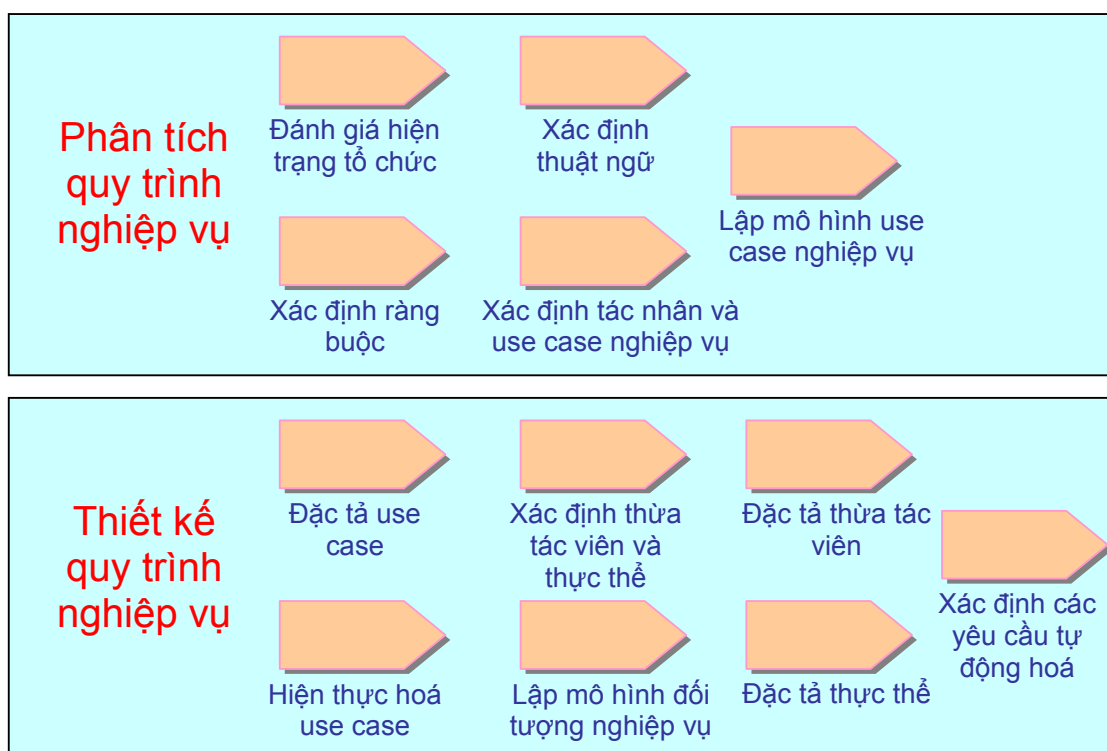 Phân tích
quy trình
nghiệp vụ
Đánh giá hiện
trạng tổ chức
Xác định
thuật ngữ
Lập mô hình use
case nghiệp vụ
Xác định ràng
buộc
Xác định tác nhân và
use case nghiệp vụ
Thiết kế
quy trình
nghiệp vụ
Đặc tả use
case
Xác định thừa
tác viên và
thực thể
Đặc tả thừa tác
viên
Xác định các
yêu cầu tự
động hoá
Hiện thực hoá
use case
Lập mô hình đối
tượng nghiệp vụ
Đặc tả thực thể